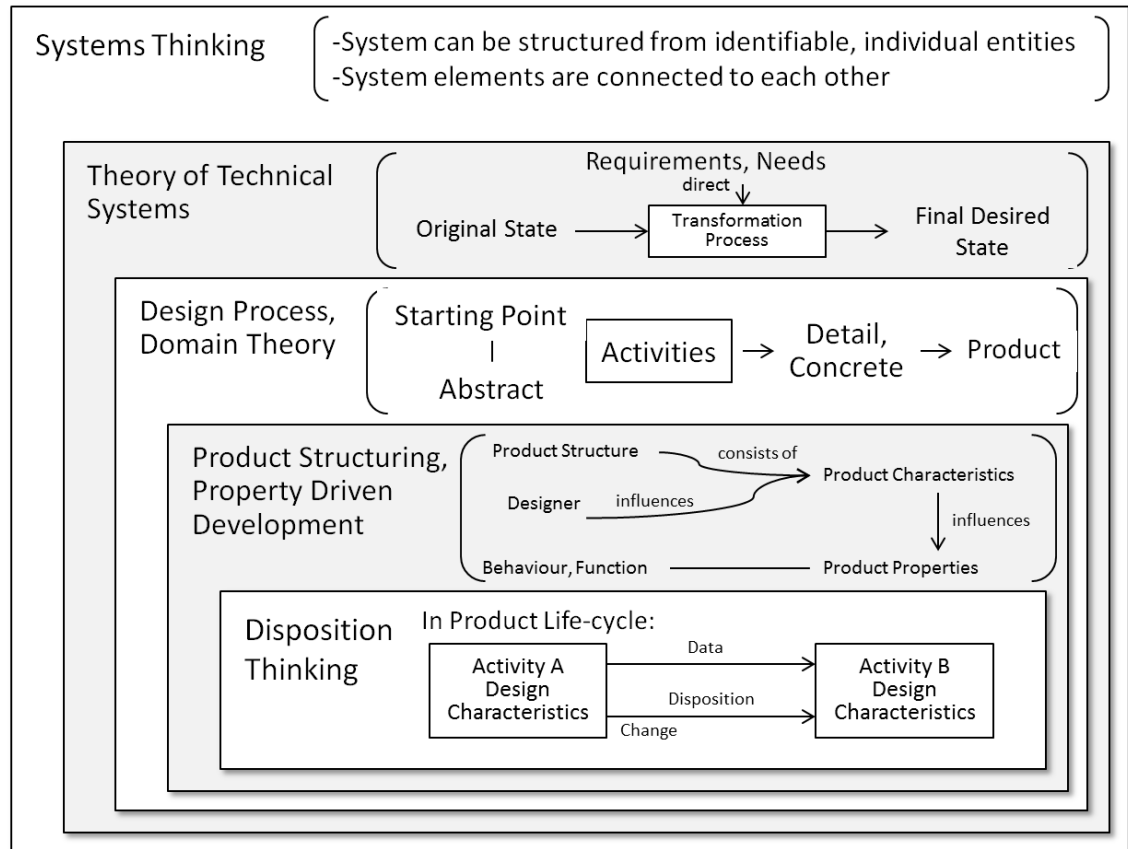 Systems Thinking
-System can be structured from identifiable, individual entities
-System elements are connected to each other
Theory of Technical
Systems
Requirements, Needs
direct
Original State
Transformation
Process
Final Desired
State
Design Process,
Domain Theory
Starting Point
Abstract
Activities
Detail,
Concrete
Product
Product Structuring,
Property Driven
Development
Product Structure
consists of
Product Characteristics
Designer
influences
influences
Behaviour, Function
Product Properties
Disposition
Thinking
In Product Life-cycle:
Activity A
Design
Characteristics
Data
Disposition
Change
Activity B
Design
Characteristics